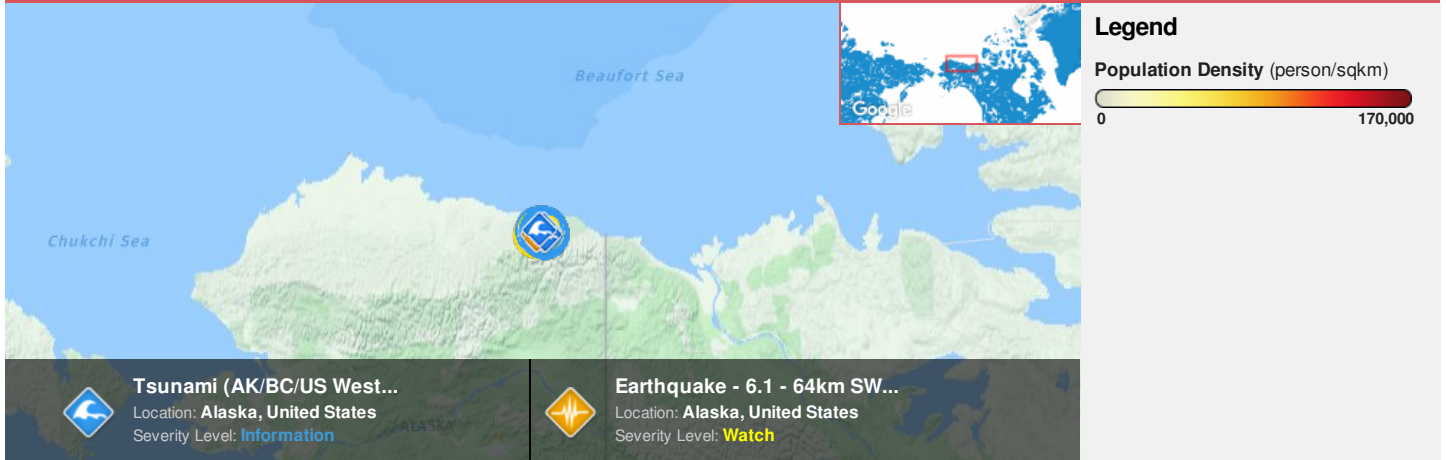 Beaufort Sea
Google
Chukchi Sea
ALASKA
Tsunami (AK/BC/US West...
Location: Alaska, United States
Severity Level: Information
Earthquake - 6.1 - 64km SW...
Location: Alaska, United States
Severity Level: Watch
Legend
Population Density (person/sqkm)
0 170,000